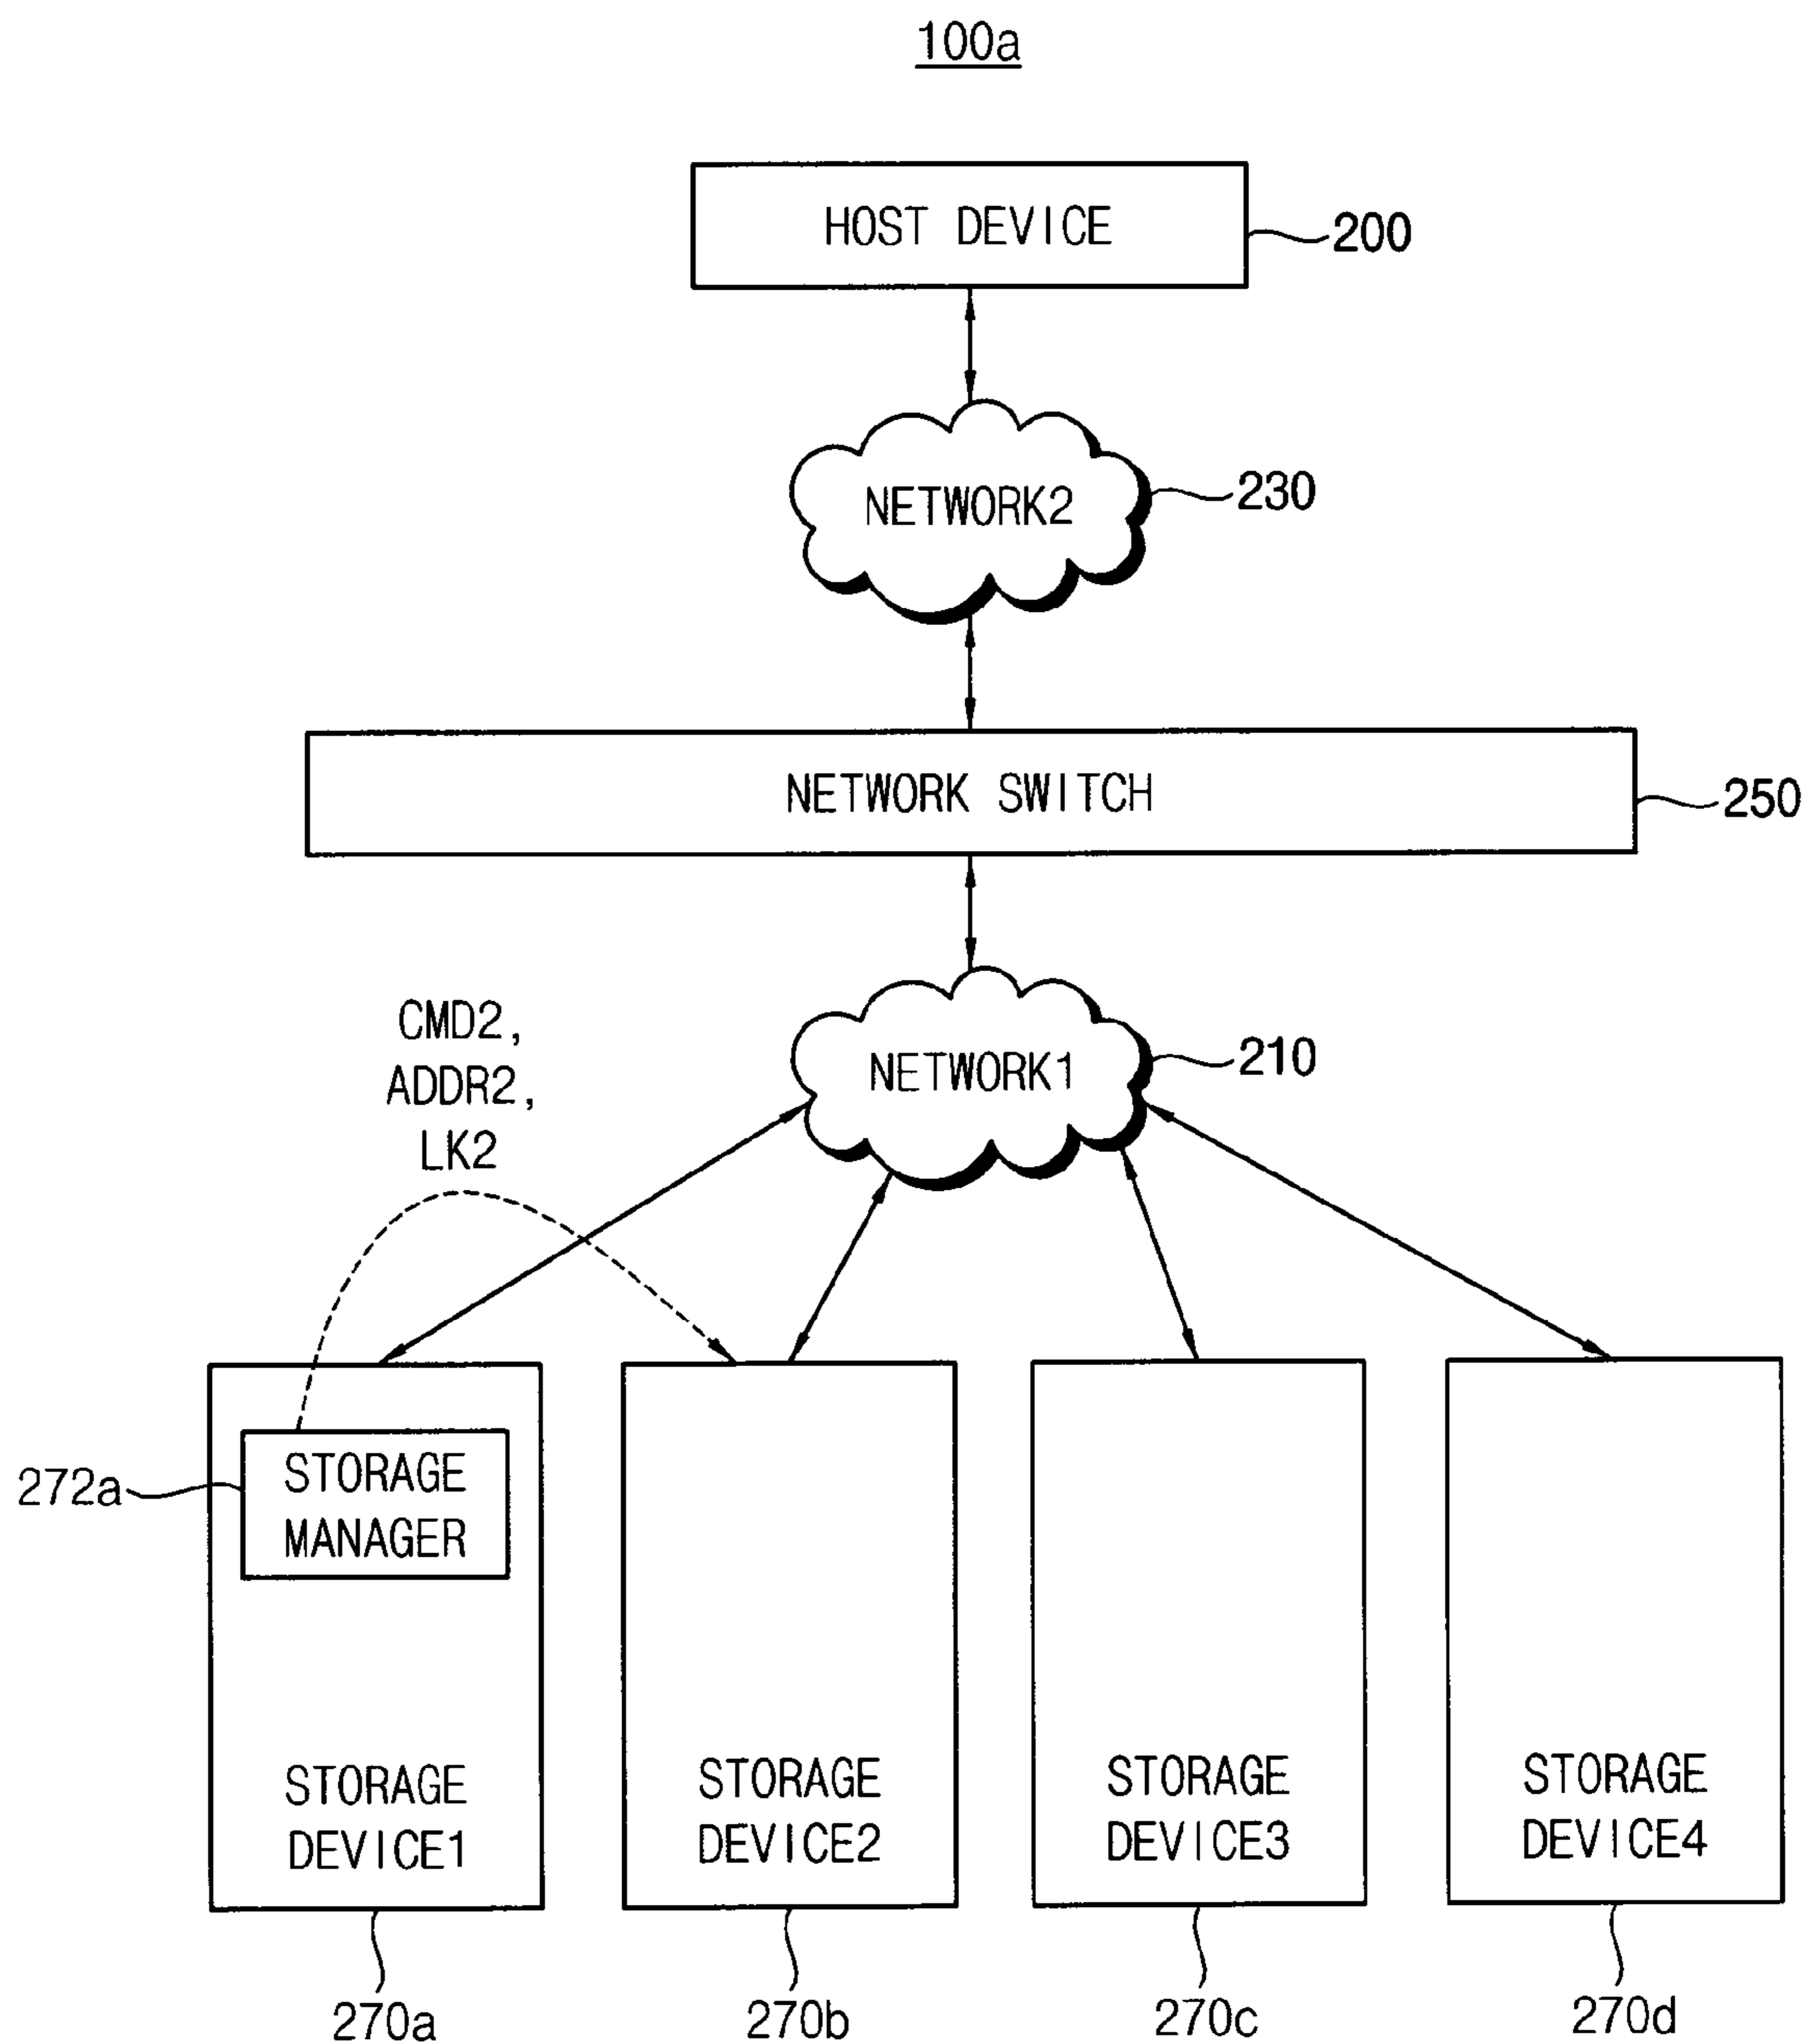 100a
HOST DEVICE
200
NETWORK2
230
NETWORK SWITCH
250
CMD2,
ADDR2,
LK2
NETWORK1
210
272a
STORAGE
MANAGER
STORAGE
DEVICE1
STORAGE
DEVICE2
STORAGE
DEVICE3
STORAGE
DEVICE4
270a
270b
270c
270d